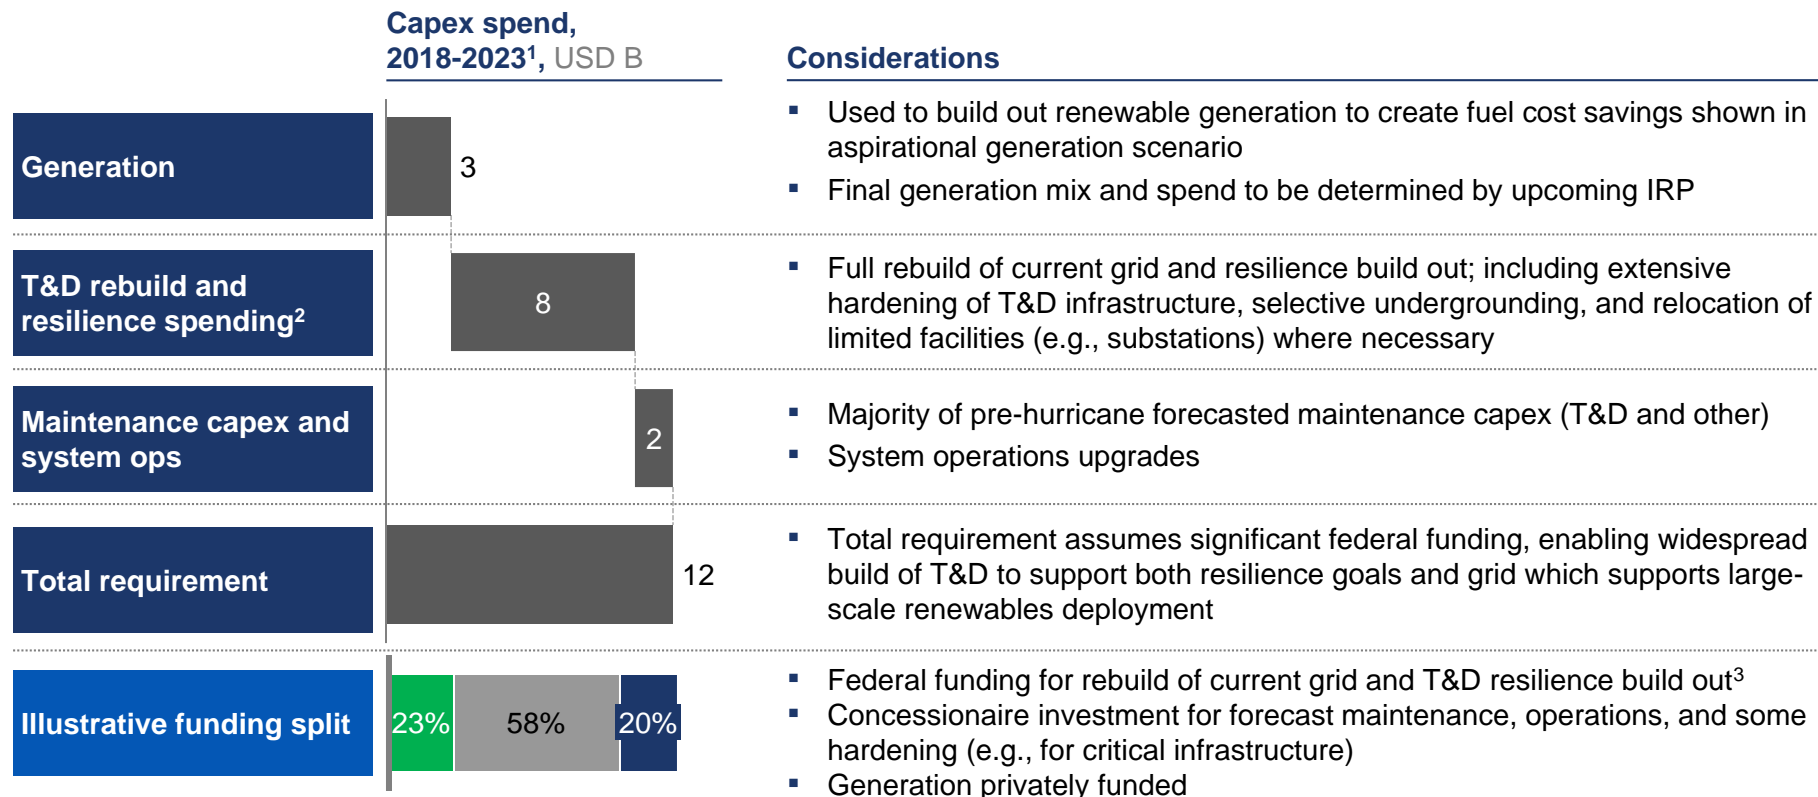 Capex spend,
2018-2023¹, USD B
Considerations
Generation
3
▪ Used to build out renewable generation to create fuel cost savings shown in
aspirational generation scenario
▪ Final generation mix and spend to be determined by upcoming IRP
T&D rebuild and
resilience spending²
8
▪ Full rebuild of current grid and resilience build out; including extensive
hardening of T&D infrastructure, selective undergrounding, and relocation of
limited facilities (e.g., substations) where necessary
Maintenance capex and
system ops
2
▪ Majority of pre-hurricane forecasted maintenance capex (T&D and other)
▪ System operations upgrades
Total requirement
12
▪ Total requirement assumes significant federal funding, enabling widespread
build of T&D to support both resilience goals and grid which supports large-
scale renewables deployment
Illustrative funding split
23% 58% 20%
▪ Federal funding for rebuild of current grid and T&D resilience build out³
▪ Concessionaire investment for forecast maintenance, operations, and some
hardening (e.g., for critical infrastructure)
▪ Generation privately funded